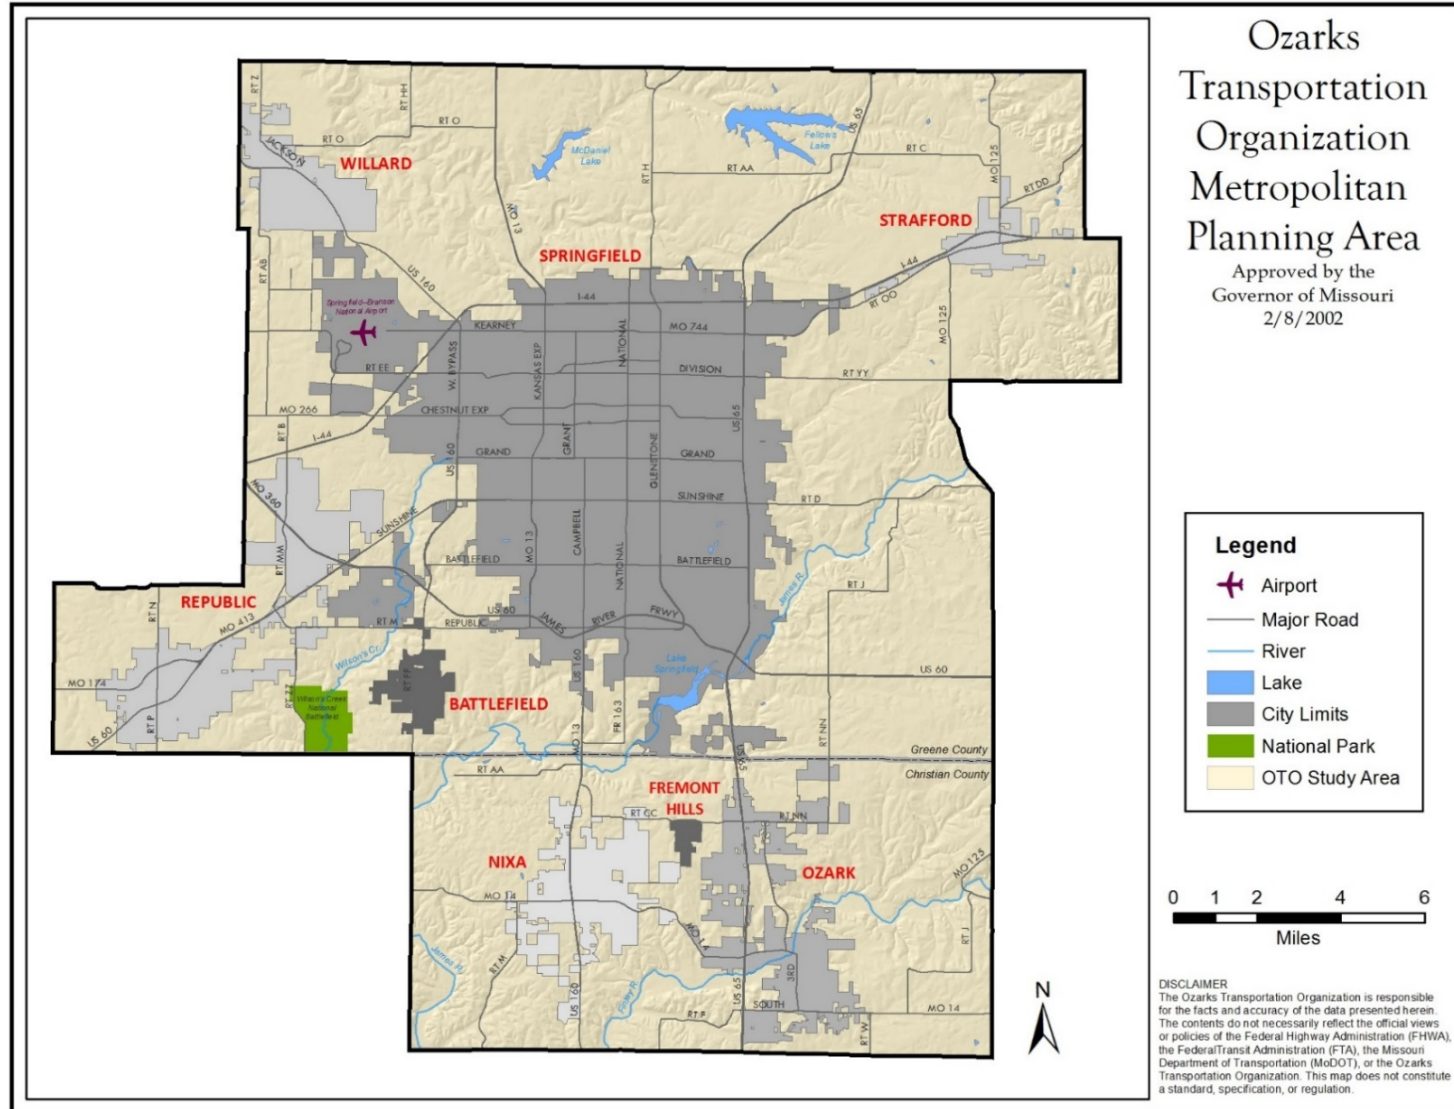 Ozarks
Transportation
Organization
Metropolitan
Planning Area
Approved by the
Governor of Missouri
2/8/2002
RT Z
RT HH
RT O
RT O
JACKSON
WILLARD
McDaniel
Lake
Fellows
Lake
US 65
RT C
MO 125
RT DD
RT H
RT AA
MO 13
STRAFFORD
SPRINGFIELD
RT AB
US 160
I-44
I-44
RT OO
MO 125
Springfield-Branson
National Airport
KEARNEY
MO 744
NATIONAL
W. BYPASS
KANSAS EXP
RT EE
DIVISION
RT YY
MO 266
CHESTNUT EXP
US 65
RT B
I-44
GRANT
GLENSTONE
US 160
GRAND
GRAND
MO 360
SUNSHINE
SUNSHINE
RT D
RT MM
MO 13
CAMPBELL
NATIONAL
BATTLEFIELD
BATTLEFIELD
James R.
RT J
REPUBLIC
RT N
MO 413
RT M
US 60
REPUBLIC
JAMES
RIVER
FRWY
Wilson's Cr.
Lake
Springfield
US 60
MO 174
RT ZZ
RT FF
US 160
Wilson's Creek
National
Battlefield
BATTLEFIELD
US 60
RT P
MO 13
FR 163
RT NN
Greene County
Christian County
RT AA
FREMONT
HILLS
RT CC
RT NN
NIXA
OZARK
MO 125
MO 14
MO 14
RT J
James R.
RT M
Finley R.
US 160
US 65
3RD
SOUTH
RT P
RT W
MO 14
Legend
Airport
Major Road
River
Lake
City Limits
National Park
OTO Study Area
0 1 2 4 6
Miles
N
DISCLAIMER
The Ozarks Transportation Organization is responsible
for the facts and accuracy of the data presented herein.
The contents do not necessarily reflect the official views
or policies of the Federal Highway Administration (FHWA),
the FederalTransit Administration (FTA), the Missouri
Department of Transportation (MoDOT), or the Ozarks
Transportation Organization. This map does not constitute
a standard, specification, or regulation.